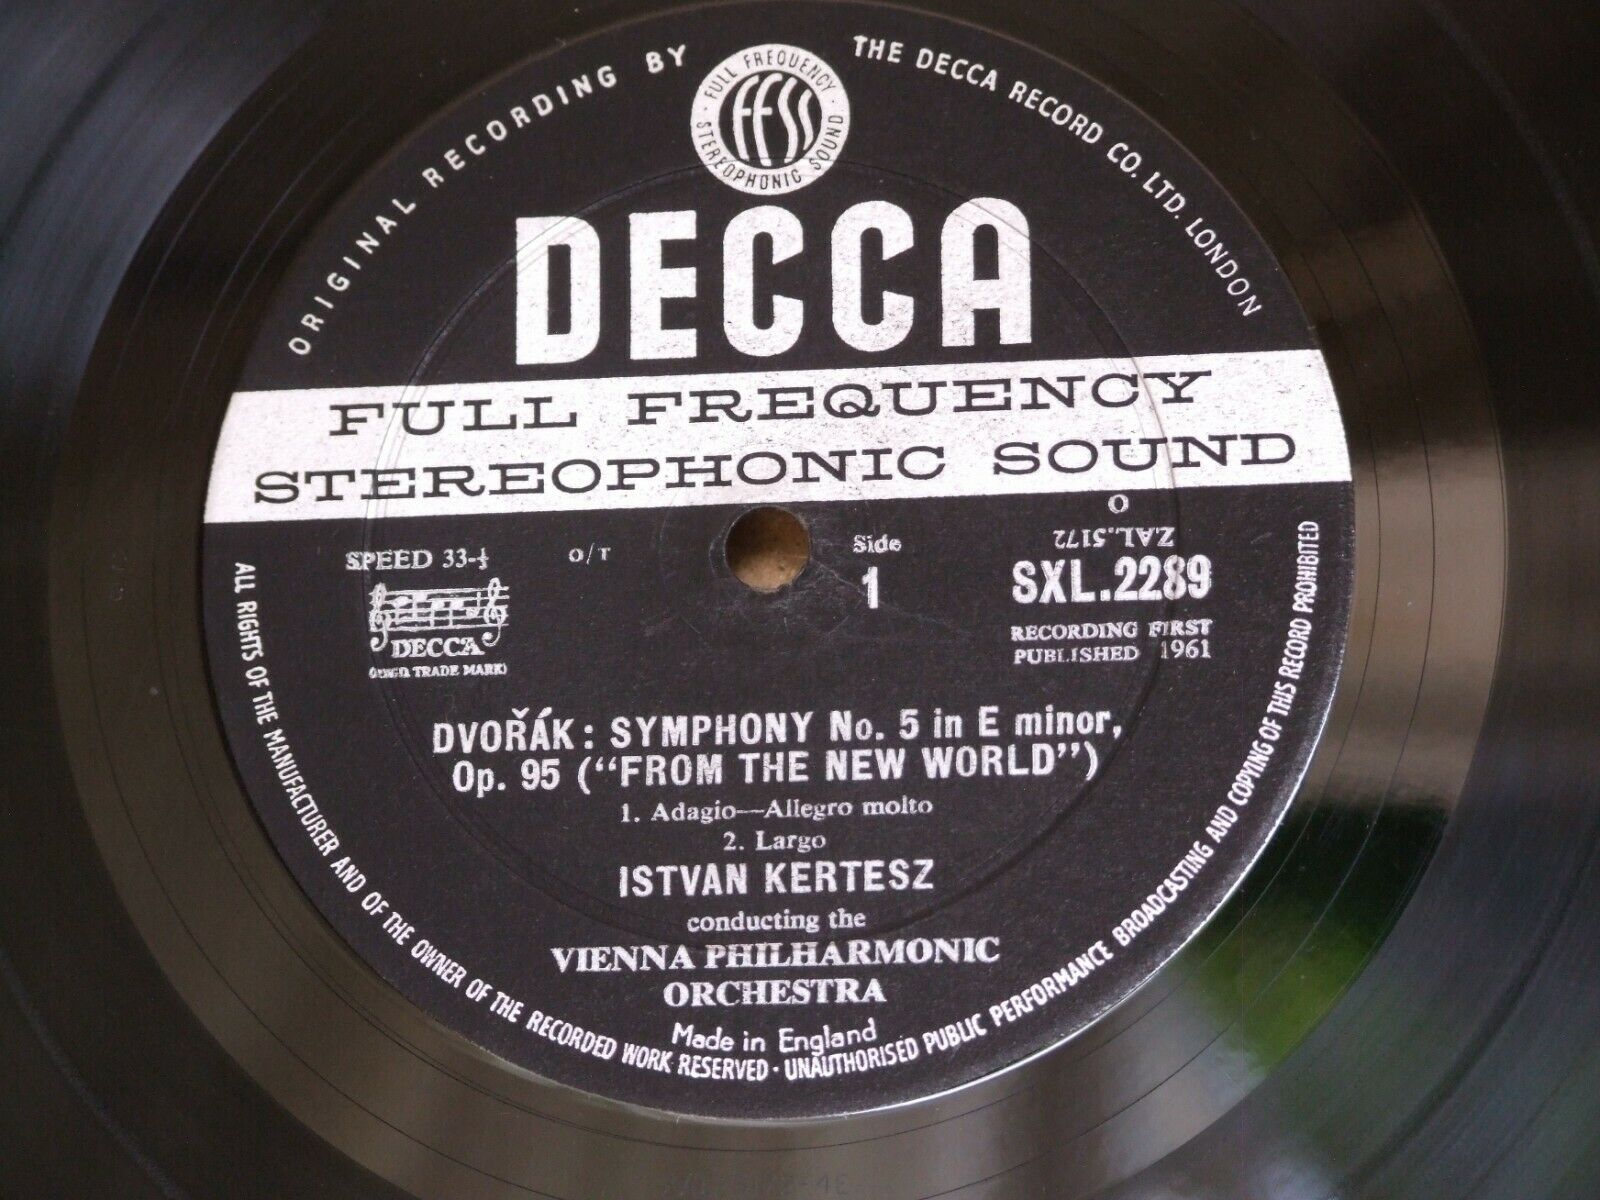 ORIGINAL RECORDING BY
THE DECCA RECORD CO. LTD. LONDON
FULL FREQUENCY
STEREOPHONIC SOUND
FFSS
DECCA
FULL FREQUENCY
STEREOPHONIC SOUND
SPEED 33-⅓
O/T
Side
1
O
ZAL.5172
SXL.2289
RECORDING FIRST
PUBLISHED 1961
DECCA
TRADE MARK)
DVOŘÁK: SYMPHONY No. 5 in E minor,
Op. 95 ("FROM THE NEW WORLD")
1. Adagio—Allegro molto
2. Largo
ISTVAN KERTESZ
conducting the
VIENNA PHILHARMONIC
ORCHESTRA
Made in England
ALL RIGHTS OF THE MANUFACTURER AND OF THE OWNER OF THE RECORDED WORK RESERVED · UNAUTHORISED PUBLIC PERFORMANCE BROADCASTING AND COPYING OF THIS RECORD PROHIBITED